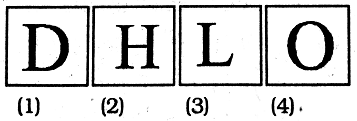 D H L O
(1) (2) (3) (4)